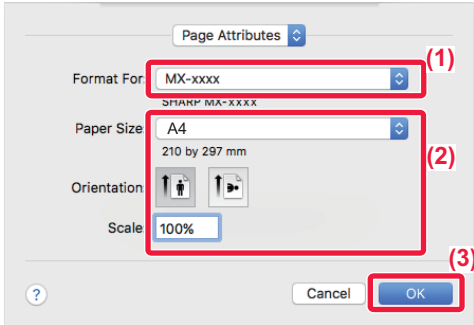 Page Attributes
(1)
Format For: MX-xxxx
SHARP MX-xxxx
Paper Size: A4
210 by 297 mm
(2)
Orientation:
Scale: 100%
(3)
? Cancel OK